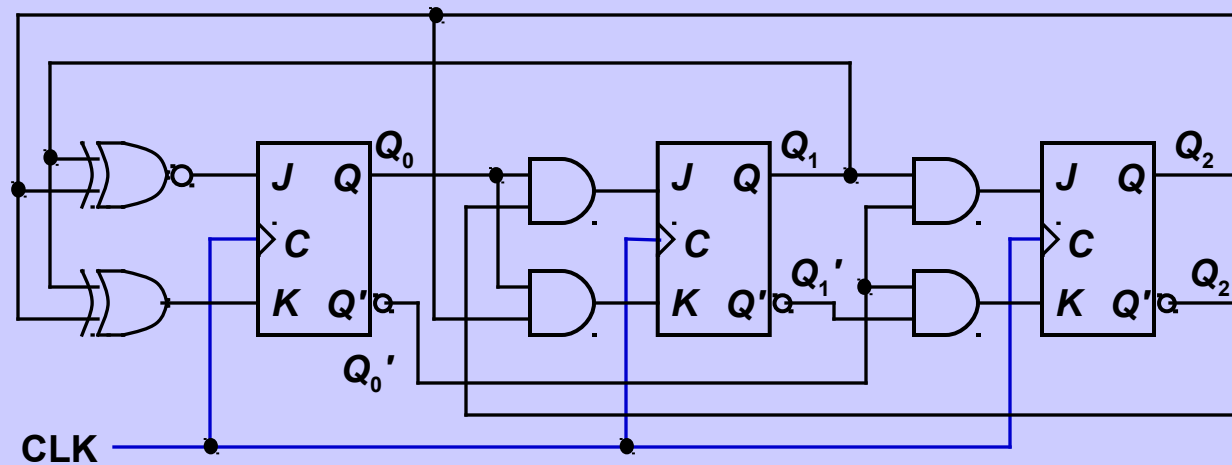 Q0 Q1 Q2
J Q J Q J Q
C C C
Q1' Q2
K Q' K Q' K Q'
Q0'
CLK